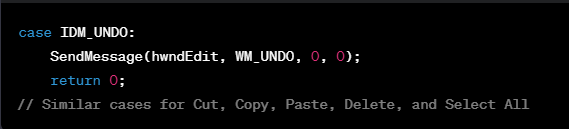 case IDM_UNDO:
    SendMessage(hwndEdit, WM_UNDO, 0, 0);
    return 0;
// Similar cases for Cut, Copy, Paste, Delete, and Select All